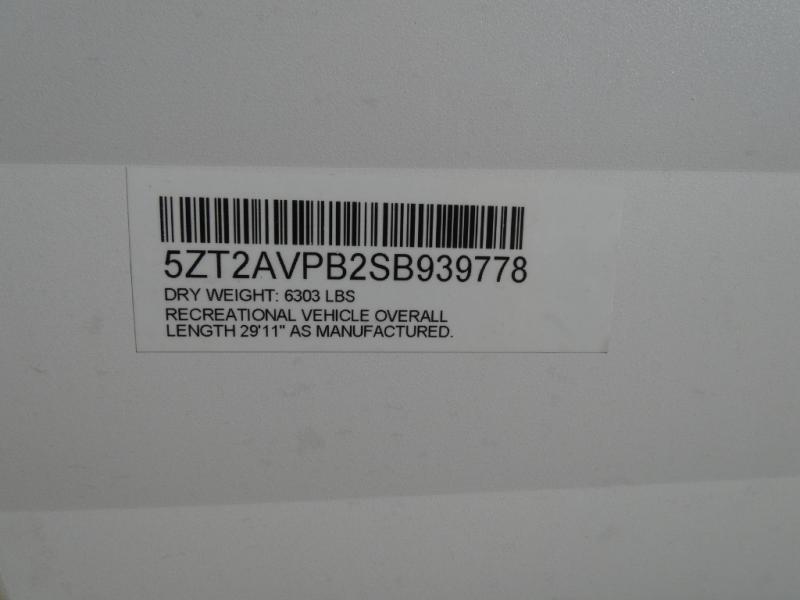 5ZT2AVPB2SB939778
DRY WEIGHT: 6303 LBS
RECREATIONAL VEHICLE OVERALL
LENGTH 29'11" AS MANUFACTURED.